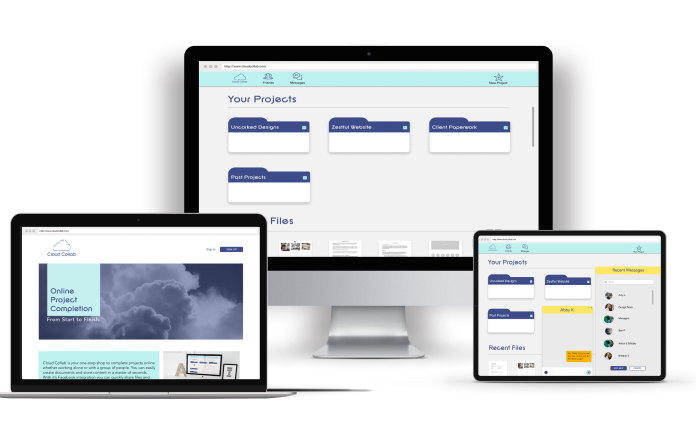 http://www.cloudcollab.com
Cloud Collab
Friends
Messages
New Project
Your Projects
Uncorked Designs
Zestful Website
Client Paperwork
Past Projects
Files
Cloud Collab
Sign In
SIGN UP
Online
Project
Completion
From Start to Finish.
Cloud Collab is your one-stop shop to complete projects online
whether working alone or with a group of people. You can easily
create documents and store content in a matter of seconds.
With its Facebook integration you can quickly share files and
Your Projects
Uncorked Designs
Zestful Website
Past Projects
Recent Files
Abby K.
Recent Messages